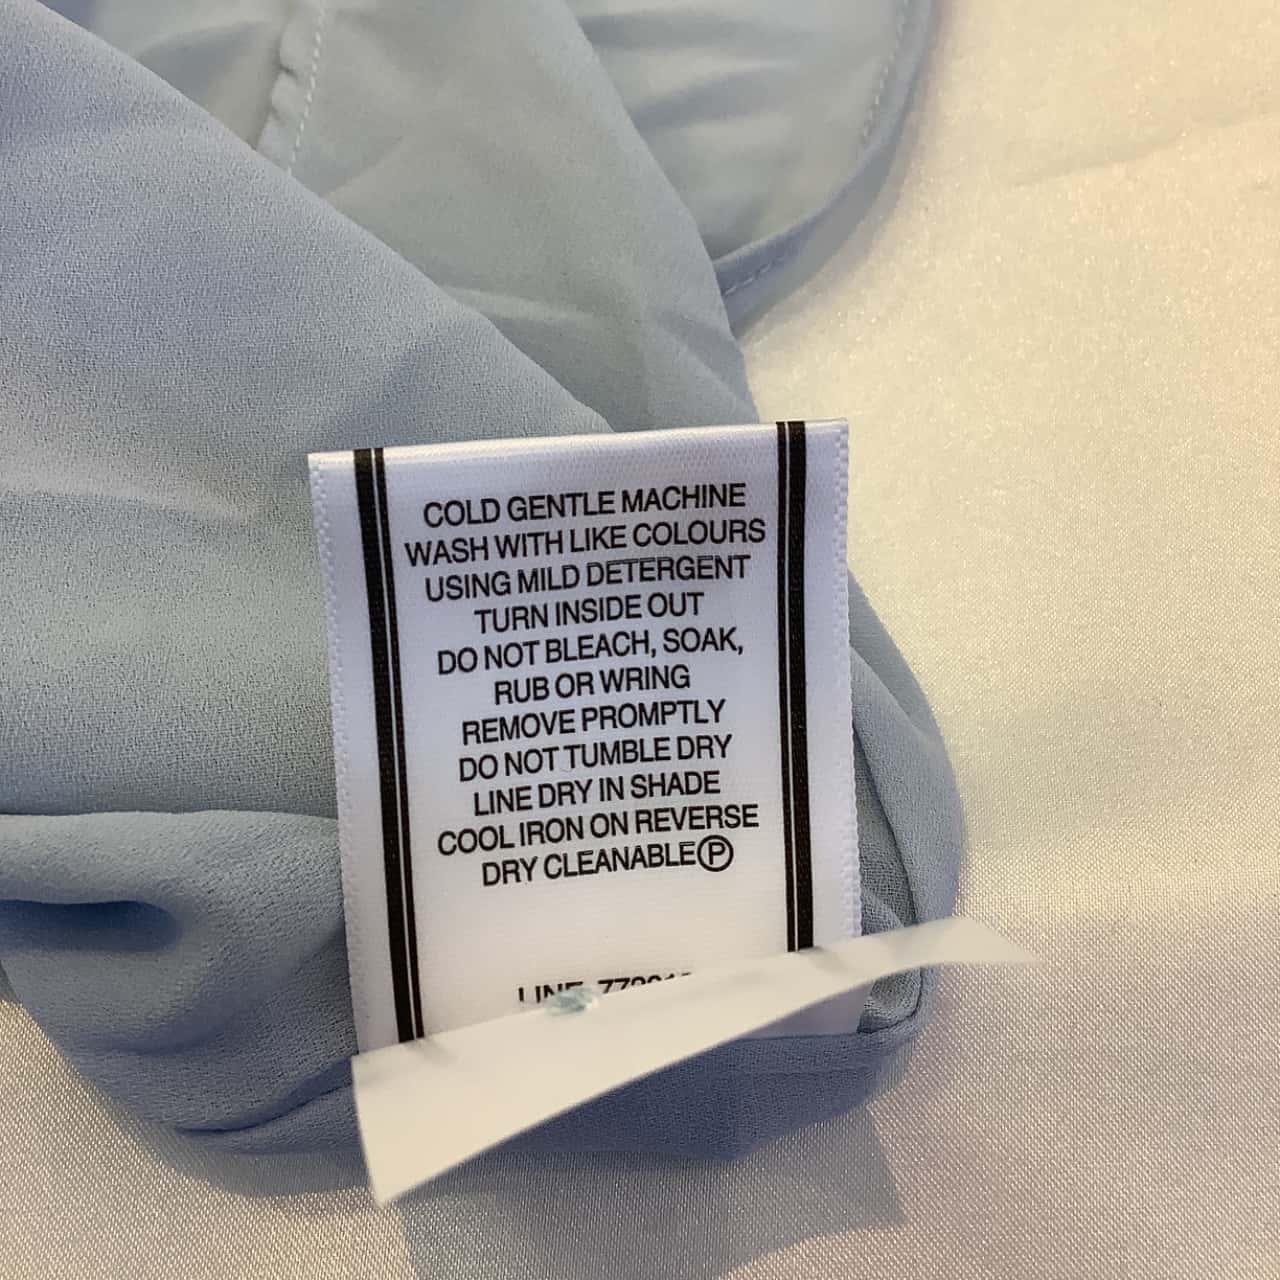 COLD GENTLE MACHINE
WASH WITH LIKE COLOURS
USING MILD DETERGENT
TURN INSIDE OUT
DO NOT BLEACH, SOAK,
RUB OR WRING
REMOVE PROMPTLY
DO NOT TUMBLE DRY
LINE DRY IN SHADE
COOL IRON ON REVERSE
DRY CLEANABLE Ⓟ
LINE